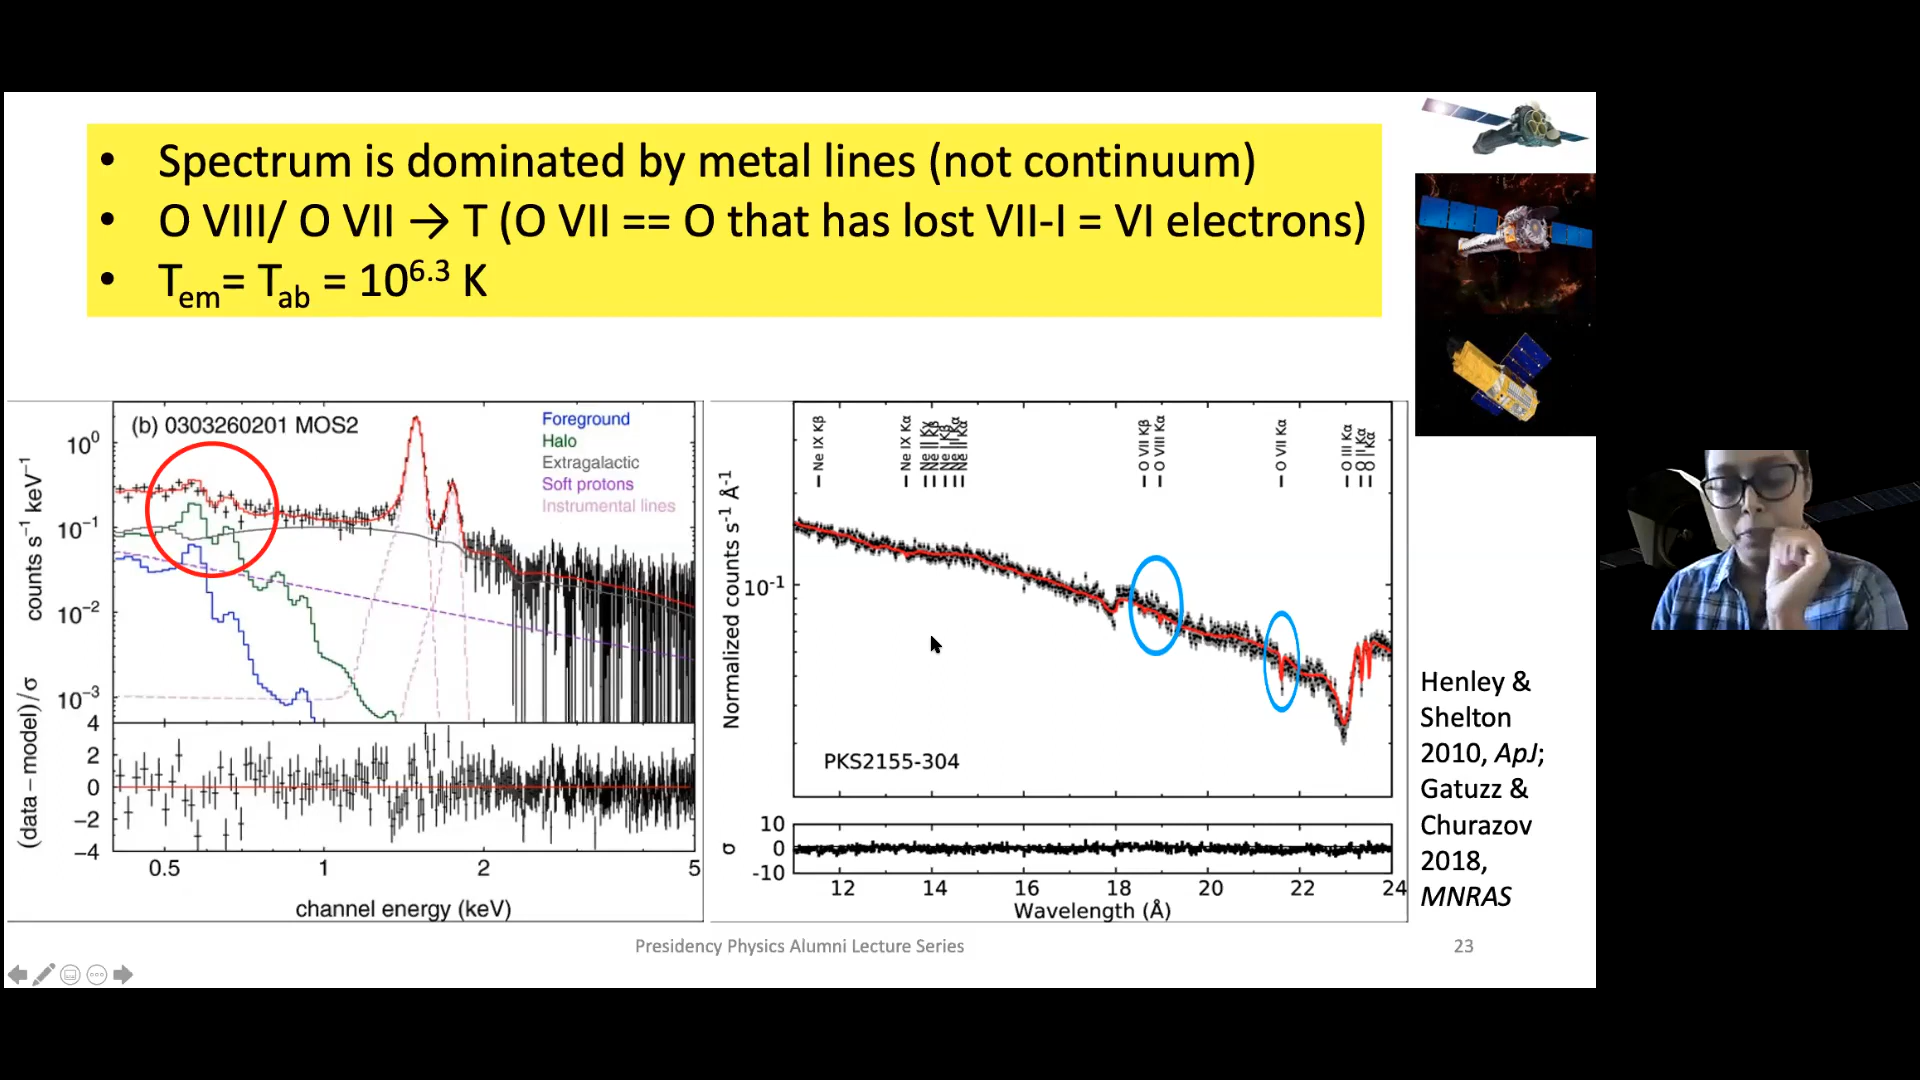 • Spectrum is dominated by metal lines (not continuum)
• O VIII/ O VII → T (O VII == O that has lost VII-I = VI electrons)
• Tem= Tab = 10^6.3 K
(b) 0303260201 MOS2
Foreground
Halo
Extragalactic
Soft protons
Instrumental lines
counts s⁻¹ keV⁻¹
10⁰
10⁻¹
10⁻²
10⁻³
(data−model)/σ
4
2
0
−2
−4
0.5 1 2 5
channel energy (keV)
Ne IX Kβ
Ne IX Kα
O VII Kβ
O VIII Kα
O VII Kα
O III Kα
O I Kα
Normalized counts s⁻¹ Å⁻¹
10⁻¹
PKS2155-304
σ
10
0
-10
12 14 16 18 20 22 24
Wavelength (Å)
Henley &
Shelton
2010, ApJ;
Gatuzz &
Churazov
2018,
MNRAS
Presidency Physics Alumni Lecture Series
23